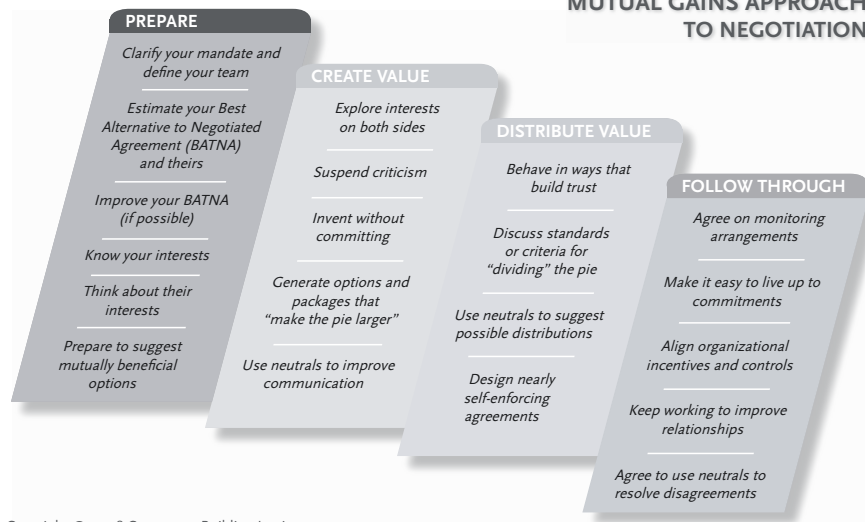 MUTUAL GAINS APPROACH
TO NEGOTIATION
PREPARE
Clarify your mandate and
define your team
Estimate your Best
Alternative to Negotiated
Agreement (BATNA)
and theirs
Improve your BATNA
(if possible)
Know your interests
Think about their
interests
Prepare to suggest
mutually beneficial
options
CREATE VALUE
Explore interests
on both sides
Suspend criticism
Invent without
committing
Generate options and
packages that
“make the pie larger”
Use neutrals to improve
communication
DISTRIBUTE VALUE
Behave in ways that
build trust
Discuss standards
or criteria for
“dividing” the pie
Use neutrals to suggest
possible distributions
Design nearly
self-enforcing
agreements
FOLLOW THROUGH
Agree on monitoring
arrangements
Make it easy to live up to
commitments
Align organizational
incentives and controls
Keep working to improve
relationships
Agree to use neutrals to
resolve disagreements